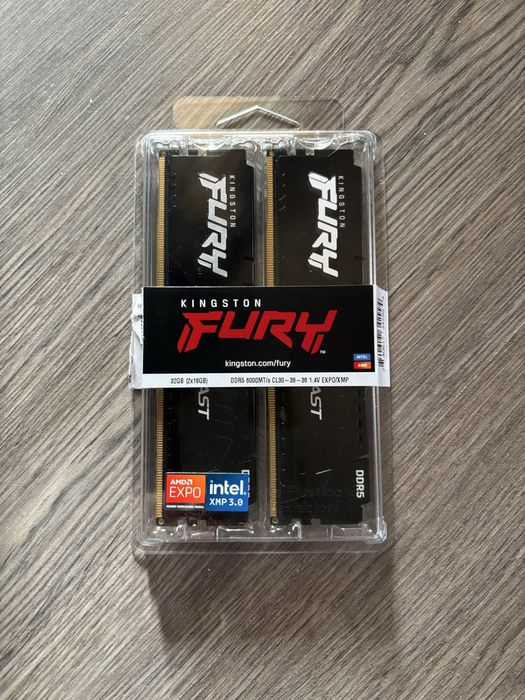 KINGSTON
FURY
KINGSTON
FURY
KINGSTON
FURY
kingston.com/fury
INTEL
AMD
32GB (2x16GB) DDR5 6000MT/s CL30-36-36 1.4V EXPO/XMP
AST
DDR5
AMD
EXPO
intel
XMP 3.0